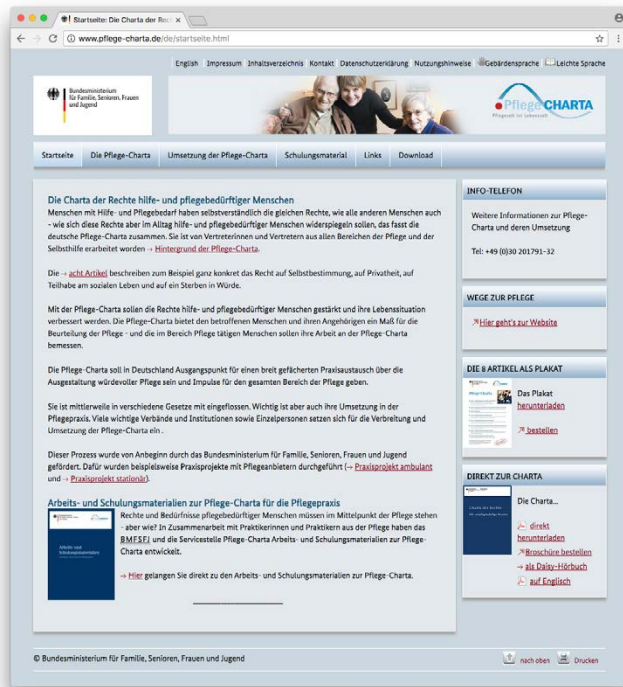 Startseite: Die Charta der Rec
www.pflege-charta.de/de/startseite.html
English Impressum Inhaltsverzeichnis Kontakt Datenschutzerklärung Nutzungshinweise Gebärdensprache Leichte Sprache
Bundesministerium
für Familie, Senioren, Frauen
und Jugend
Pflege CHARTA
Pflegezeit ist Lebenszeit
Startseite Die Pflege-Charta Umsetzung der Pflege-Charta Schulungsmaterial Links Download
Die Charta der Rechte hilfe- und pflegebedürftiger Menschen
Menschen mit Hilfe- und Pflegebedarf haben selbstverständlich die gleichen Rechte, wie alle anderen Menschen auch
- wie sich diese Rechte aber im Alltag hilfe- und pflegebedürftiger Menschen widerspiegeln sollen, das fasst die
deutsche Pflege-Charta zusammen. Sie ist von Vertreterinnen und Vertretern aus allen Bereichen der Pflege und der
Selbsthilfe erarbeitet worden → Hintergrund der Pflege-Charta.
Die → acht Artikel beschreiben zum Beispiel ganz konkret das Recht auf Selbstbestimmung, auf Privatheit, auf
Teilhabe am sozialen Leben und auf ein Sterben in Würde.
Mit der Pflege-Charta sollen die Rechte hilfe- und pflegebedürftiger Menschen gestärkt und ihre Lebenssituation
verbessert werden. Die Pflege-Charta bietet den betroffenen Menschen und ihren Angehörigen ein Maß für die
Beurteilung der Pflege - und die im Bereich Pflege tätigen Menschen sollen ihre Arbeit an der Pflege-Charta
bemessen.
Die Pflege-Charta soll in Deutschland Ausgangspunkt für einen breit gefächerten Praxisaustausch über die
Ausgestaltung würdevoller Pflege sein und Impulse für den gesamten Bereich der Pflege geben.
Sie ist mittlerweile in verschiedene Gesetze mit eingeflossen. Wichtig ist aber auch ihre Umsetzung in der
Pflegepraxis. Viele wichtige Verbände und Institutionen sowie Einzelpersonen setzen sich für die Verbreitung und
Umsetzung der Pflege-Charta ein .
Dieser Prozess wurde von Anbeginn durch das Bundesministerium für Familie, Senioren, Frauen und Jugend
gefördert. Dafür wurden beispielsweise Praxisprojekte mit Pflegeanbietern durchgeführt (→ Praxisprojekt ambulant
und → Praxisprojekt stationär).
Arbeits- und Schulungsmaterialien zur Pflege-Charta für die Pflegepraxis
Arbeits- und
Schulungsmaterialien
Rechte und Bedürfnisse pflegebedürftiger Menschen müssen im Mittelpunkt der Pflege stehen
- aber wie? In Zusammenarbeit mit Praktikerinnen und Praktikern aus der Pflege haben das
BMFSFJ und die Servicestelle Pflege-Charta Arbeits- und Schulungsmaterialien zur Pflege-
Charta entwickelt.
→ Hier gelangen Sie direkt zu den Arbeits- und Schulungsmaterialien zur Pflege-Charta.
INFO-TELEFON
Weitere Informationen zur Pflege-
Charta und deren Umsetzung
Tel: +49 (0)30 201791-32
WEGE ZUR PFLEGE
Hier geht's zur Website
DIE 8 ARTIKEL ALS PLAKAT
Das Plakat
herunterladen
bestellen
DIREKT ZUR CHARTA
Die Charta...
direkt
herunterladen
Broschüre bestellen
→ als Daisy-Hörbuch
auf Englisch
© Bundesministerium für Familie, Senioren, Frauen und Jugend
nach oben Drucken